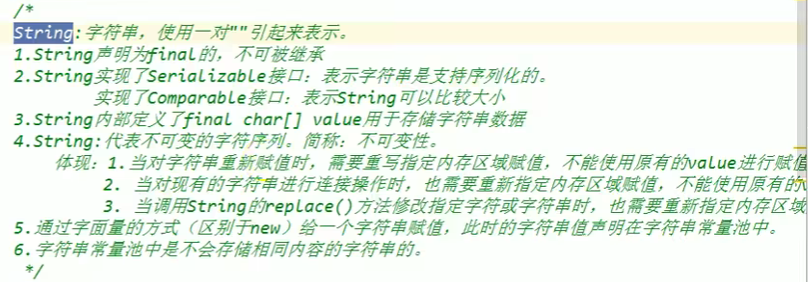 /*
String:字符串，使用一对""引起来表示。
1.String声明为final的，不可被继承
2.String实现了Serializable接口：表示字符串是支持序列化的。
实现了Comparable接口：表示String可以比较大小
3.String内部定义了final char[] value用于存储字符串数据
4.String:代表不可变的字符序列。简称：不可变性。
体现：1.当对字符串重新赋值时，需要重写指定内存区域赋值，不能使用原有的value进行赋值
2. 当对现有的字符串进行连接操作时，也需要重新指定内存区域赋值，不能使用原有的
3. 当调用String的replace()方法修改指定字符或字符串时，也需要重新指定内存区域
5.通过字面量的方式（区别于new）给一个字符串赋值，此时的字符串值声明在字符串常量池中。
6.字符串常量池中是不会存储相同内容的字符串的。
*/